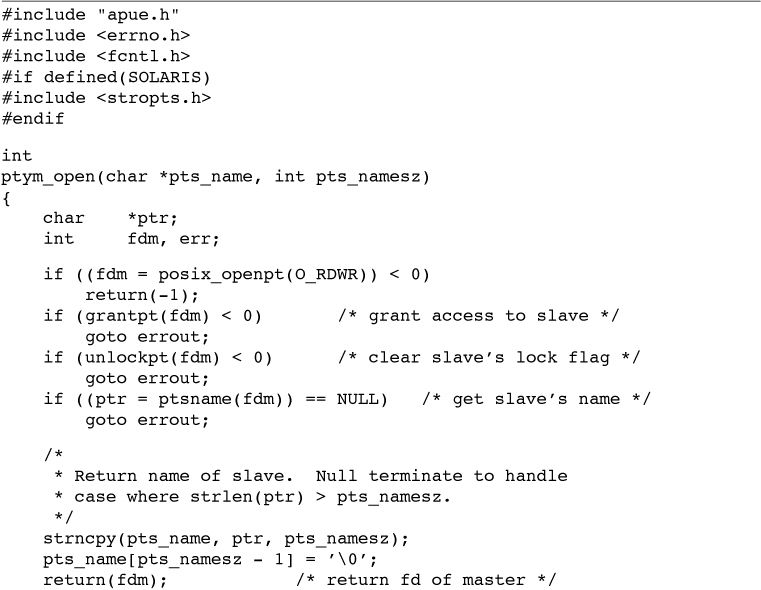 #include "apue.h"
#include <errno.h>
#include <fcntl.h>
#if defined(SOLARIS)
#include <stropts.h>
#endif

int
ptym_open(char *pts_name, int pts_namesz)
{
    char    *ptr;
    int     fdm, err;

    if ((fdm = posix_openpt(O_RDWR)) < 0)
        return(-1);
    if (grantpt(fdm) < 0)       /* grant access to slave */
        goto errout;
    if (unlockpt(fdm) < 0)      /* clear slave’s lock flag */
        goto errout;
    if ((ptr = ptsname(fdm)) == NULL)   /* get slave’s name */
        goto errout;

    /*
     * Return name of slave.  Null terminate to handle
     * case where strlen(ptr) > pts_namesz.
     */
    strncpy(pts_name, ptr, pts_namesz);
    pts_name[pts_namesz - 1] = ’\0’;
    return(fdm);            /* return fd of master */